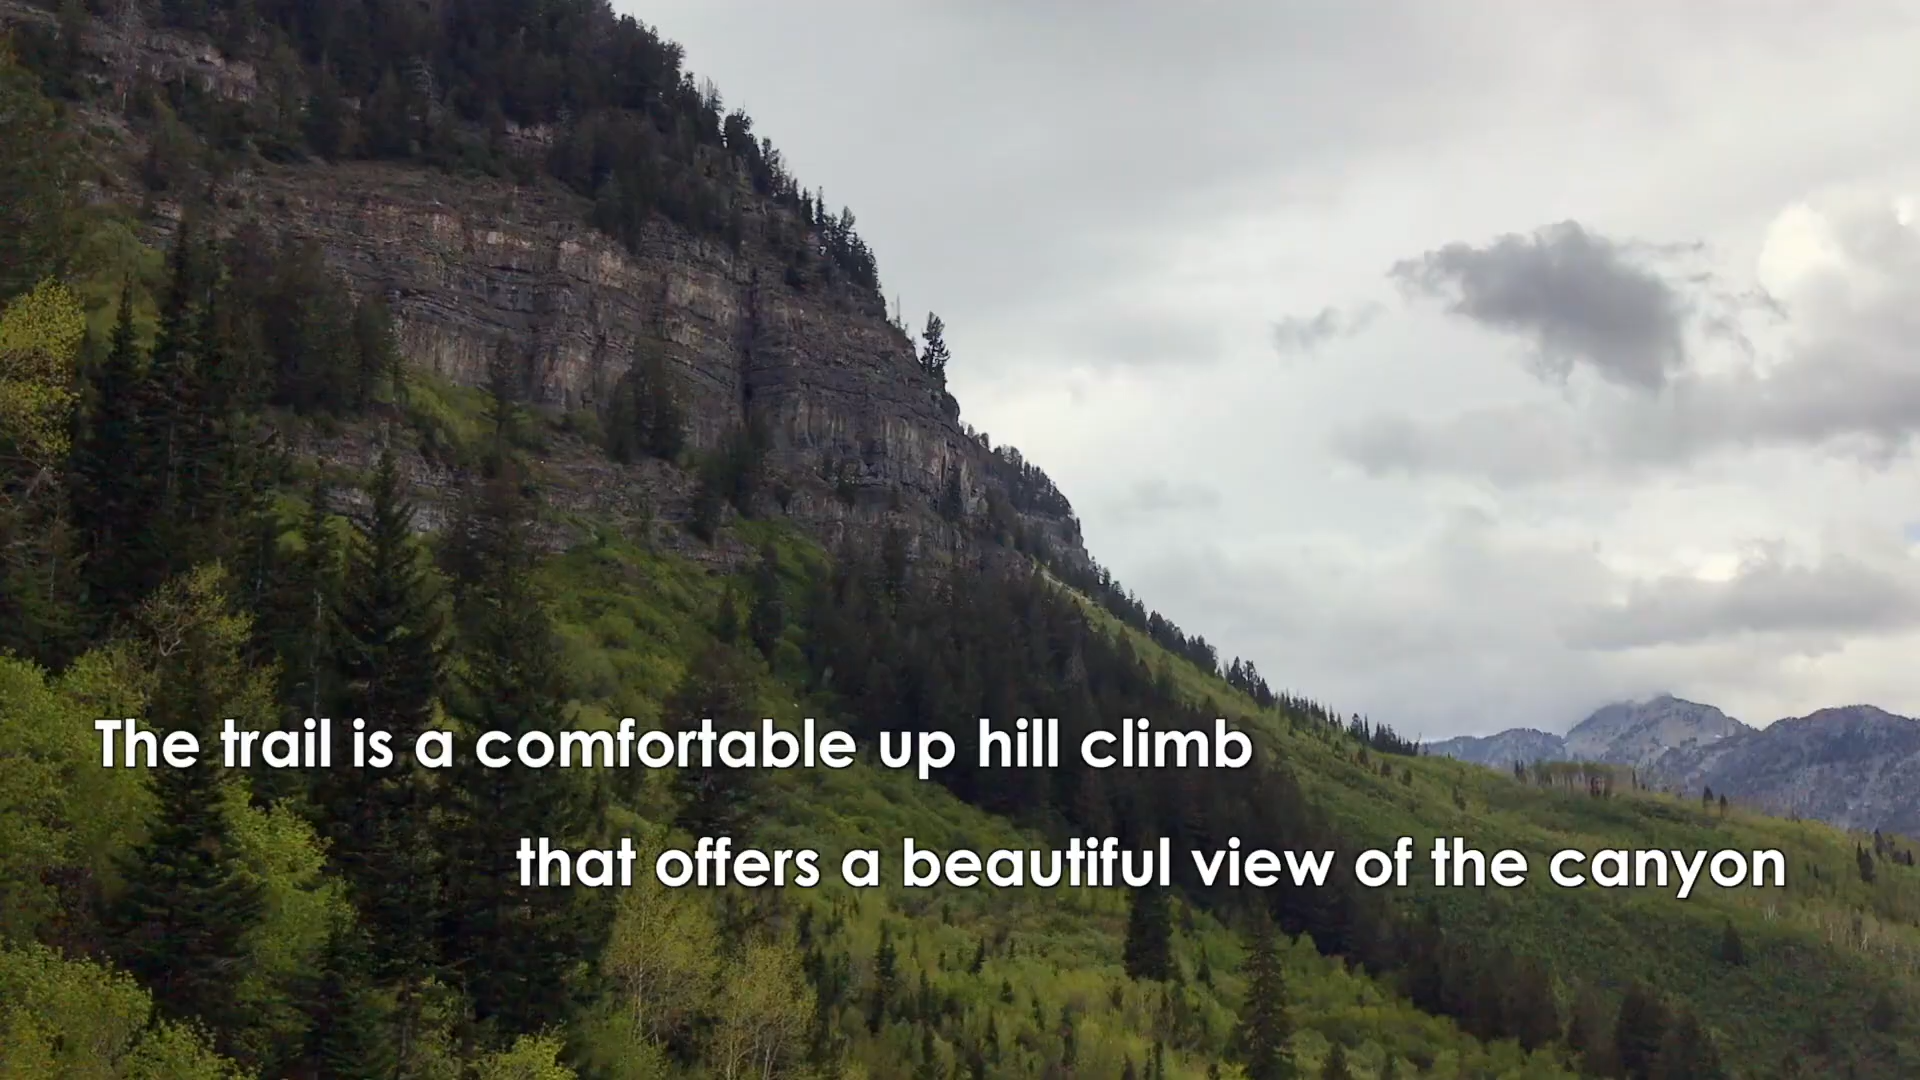 The trail is a comfortable up hill climb
that offers a beautiful view of the canyon